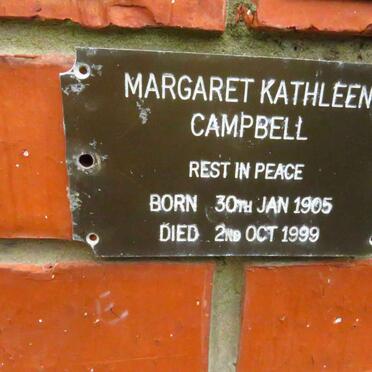 MARGARET KATHLEEN
CAMPBELL
REST IN PEACE
BORN 30TH JAN 1905
DIED 2ND OCT 1999